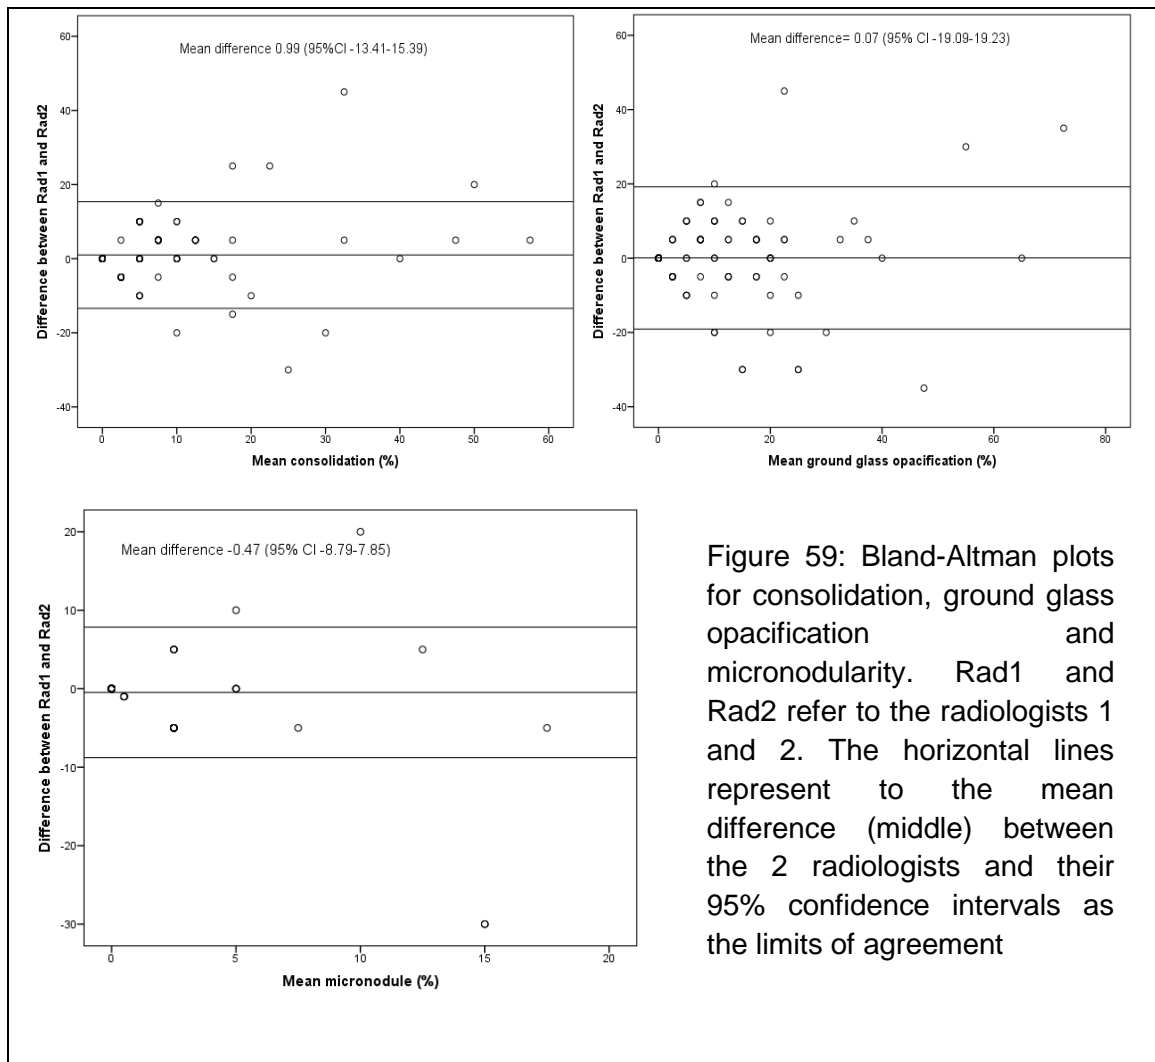 Mean difference 0.99 (95%CI -13.41-15.39)
Difference between Rad1 and Rad2
60
40
20
0
-20
-40
0 10 20 30 40 50 60
Mean consolidation (%)
Mean difference= 0.07 (95% CI -19.09-19.23)
Difference between Rad1 and Rad2
60
40
20
0
-20
-40
0 20 40 60 80
Mean ground glass opacification (%)
Mean difference -0.47 (95% CI -8.79-7.85)
Difference between Rad1 and Rad2
20
10
0
-10
-20
-30
0 5 10 15 20
Mean micronodule (%)
Figure 59: Bland-Altman plots
for consolidation, ground glass
opacification and
micronodularity. Rad1 and
Rad2 refer to the radiologists 1
and 2. The horizontal lines
represent to the mean
difference (middle) between
the 2 radiologists and their
95% confidence intervals as
the limits of agreement